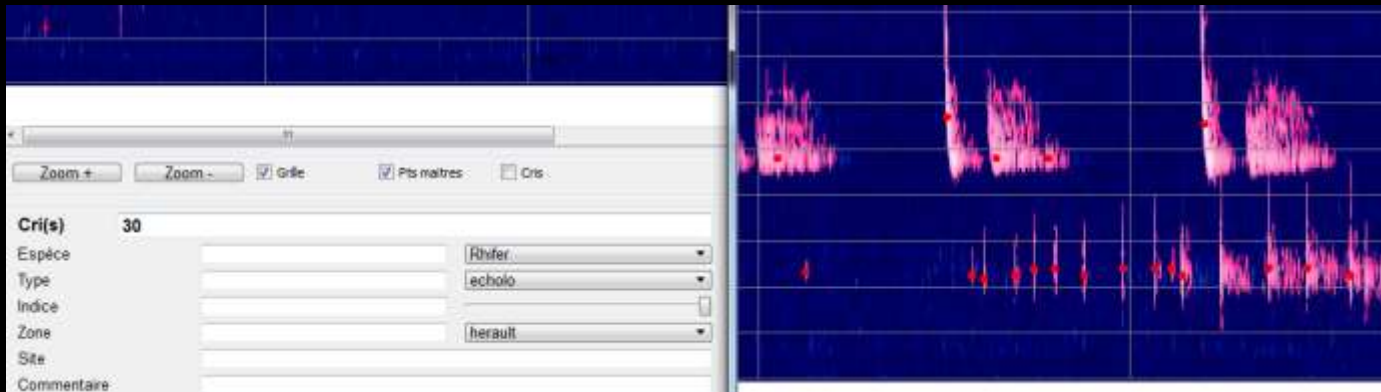 Zoom + Zoom - Grille Pts maitres Cris
Cri(s) 30
Espèce Rhifer
Type echolo
Indice
Zone herault
Site
Commentaire